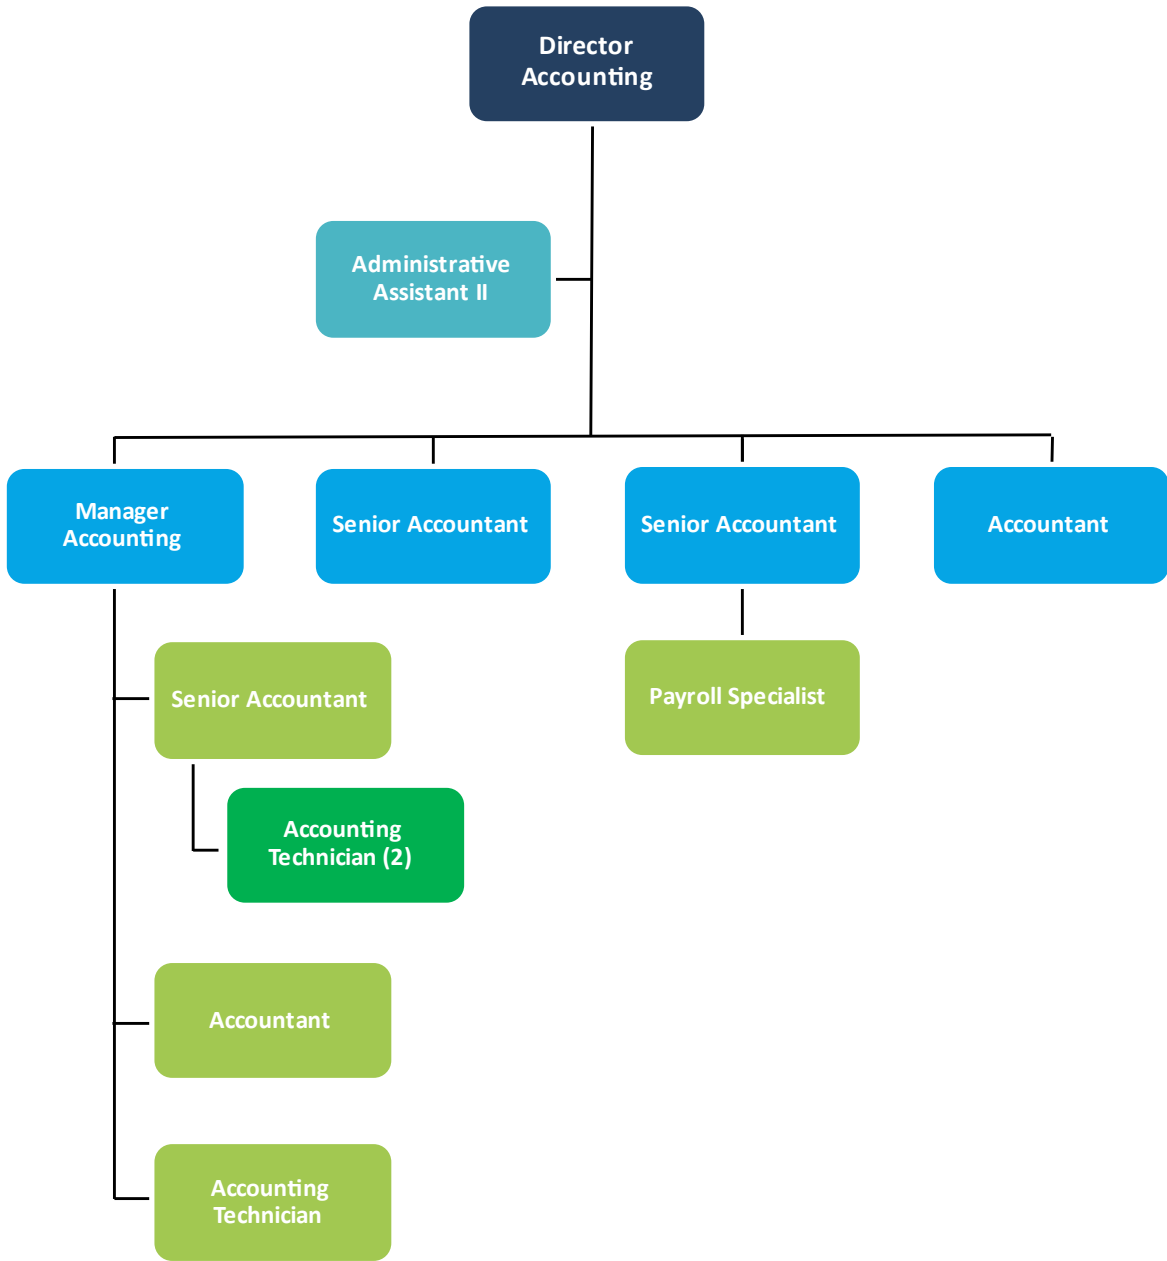 Director
Accounting
Administrative
Assistant II
Manager
Accounting
Senior Accountant
Senior Accountant
Accountant
Senior Accountant
Payroll Specialist
Accounting
Technician (2)
Accountant
Accounting
Technician